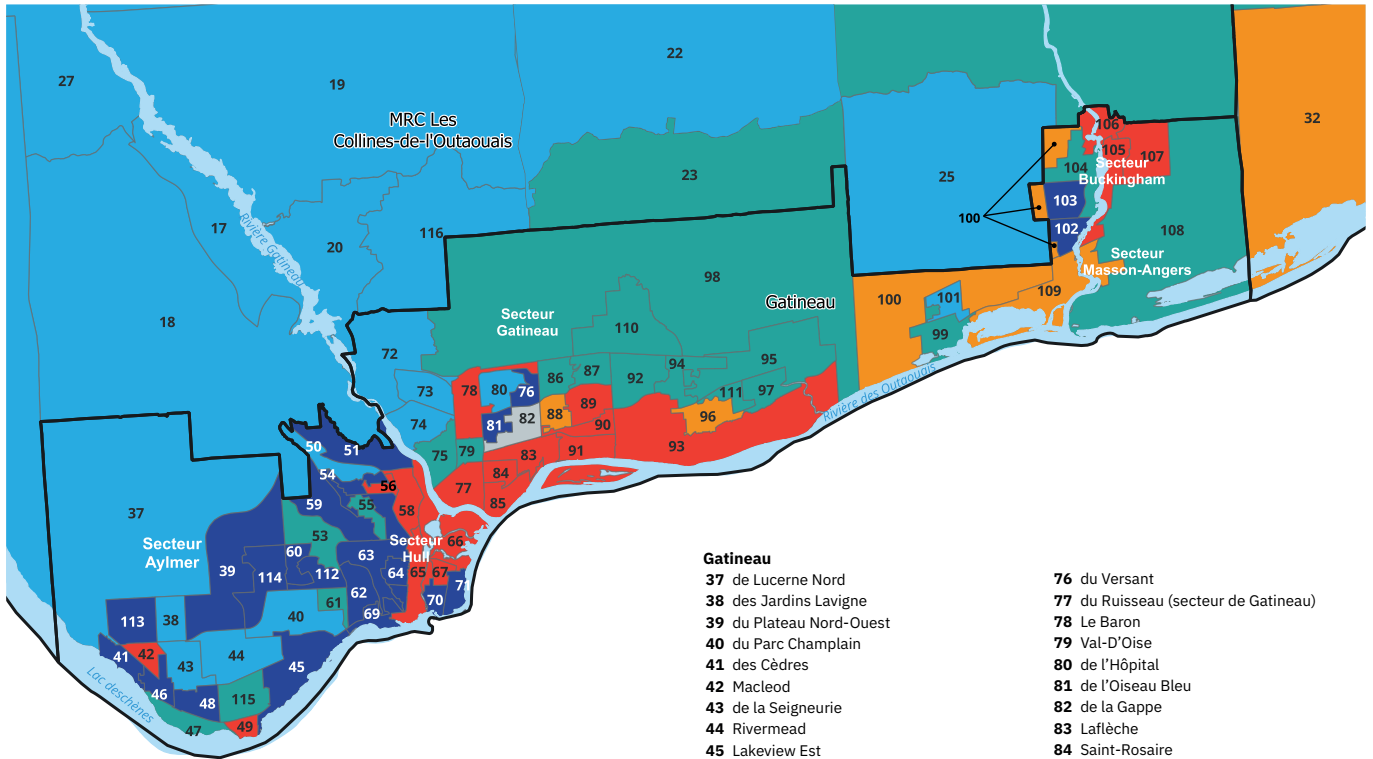 27
19
22
MRC Les
Collines-de-l'Outaouais
32
106
105
107
104
Secteur
Buckingham
23
25
103
100
102
17
Rivière Gatineau
20
116
108
Secteur
Masson-Angers
98
Gatineau
100
101
109
18
Secteur
Gatineau
110
99
72
95
94
73
78
80
76
86
87
92
111
97
Rivière des Outaouais
74
81
82
88
89
90
96
50
51
75
79
83
91
93
54
56
77
84
37
59
55
58
85
53
Secteur
Aylmer
Secteur
Hull
66
60
63
39
114
112
64
65
67
71
62
70
113
38
40
61
69
41
42
43
44
45
46
48
115
Lac deschènes
47
49
Gatineau
37 de Lucerne Nord
38 des Jardins Lavigne
39 du Plateau Nord-Ouest
40 du Parc Champlain
41 des Cèdres
42 Macleod
43 de la Seigneurie
44 Rivermead
45 Lakeview Est
76 du Versant
77 du Ruisseau (secteur de Gatineau)
78 Le Baron
79 Val-D’Oise
80 de l’Hôpital
81 de l’Oiseau Bleu
82 de la Gappe
83 Laflèche
84 Saint-Rosaire